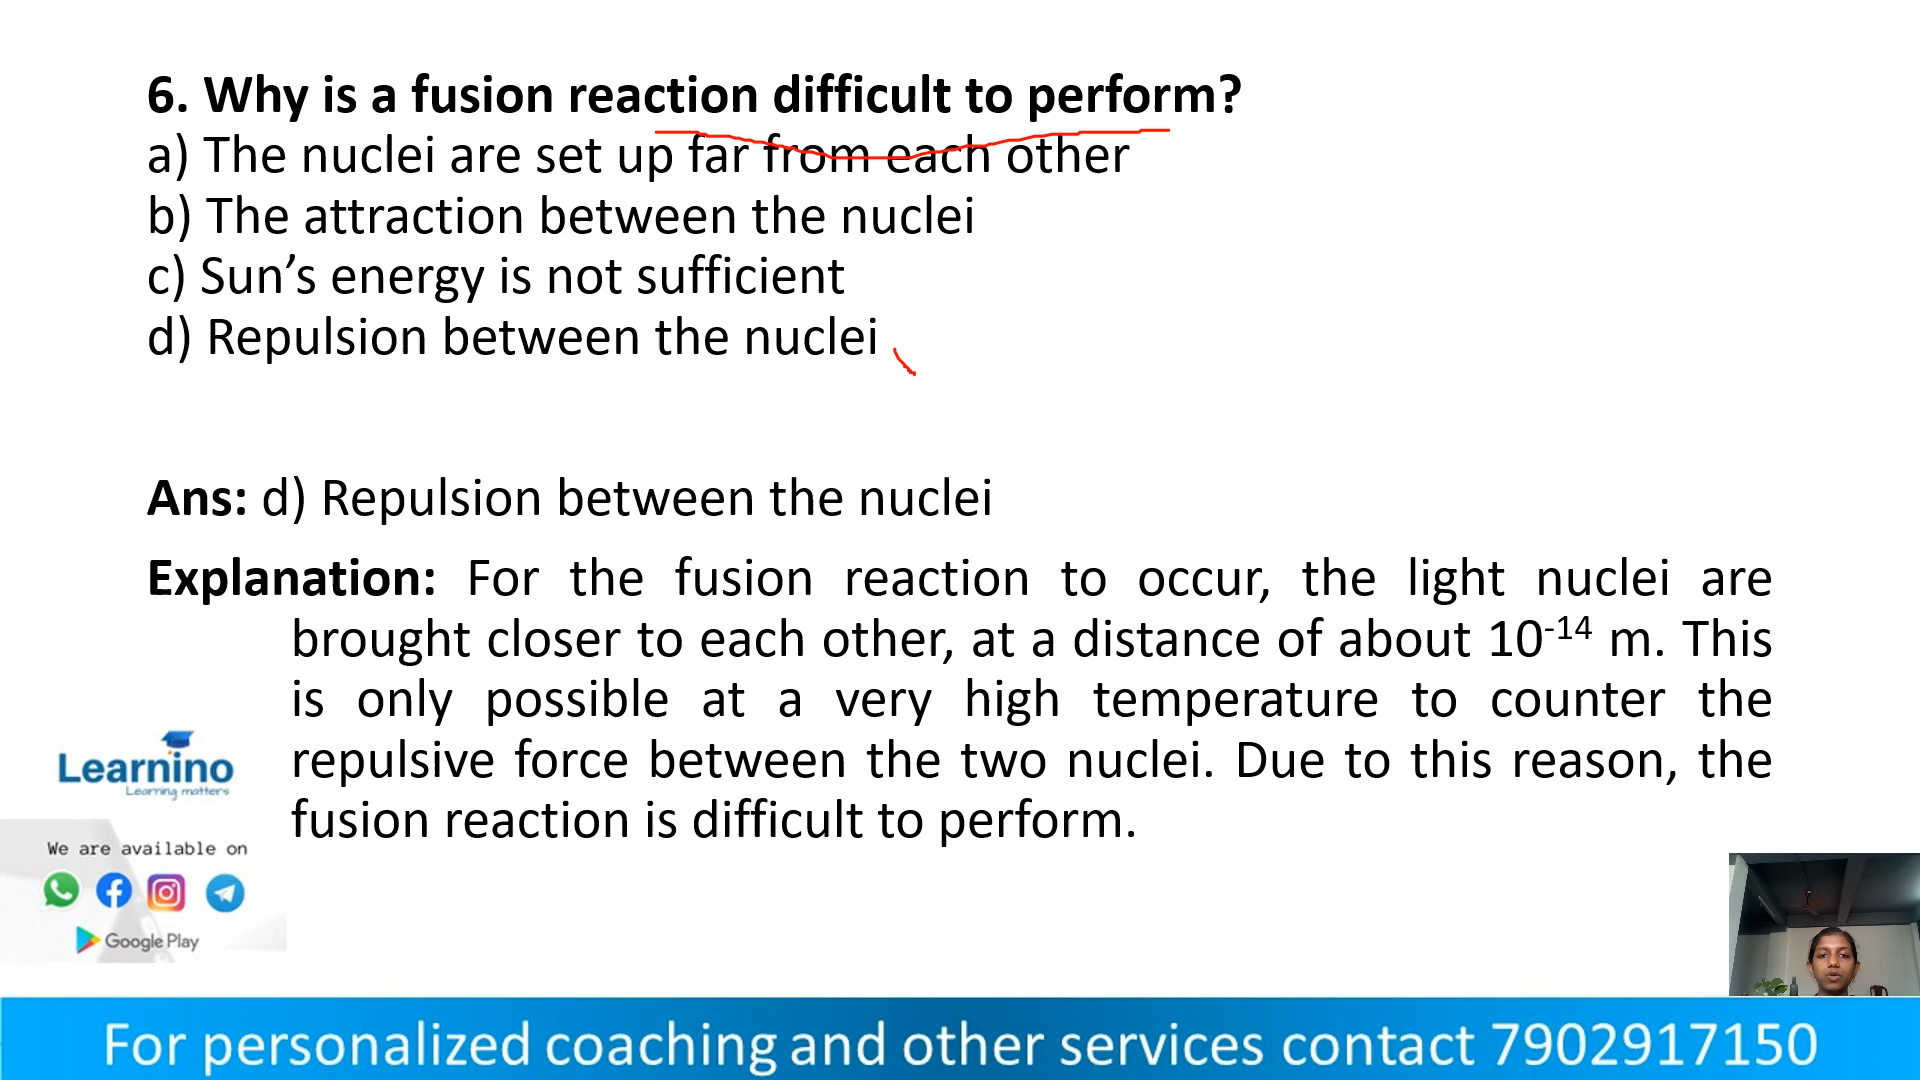 6. Why is a fusion reaction difficult to perform?
a) The nuclei are set up far from each other
b) The attraction between the nuclei
c) Sun’s energy is not sufficient
d) Repulsion between the nuclei
Ans: d) Repulsion between the nuclei
Explanation: For the fusion reaction to occur, the light nuclei are
brought closer to each other, at a distance of about 10⁻¹⁴ m. This
is only possible at a very high temperature to counter the
repulsive force between the two nuclei. Due to this reason, the
fusion reaction is difficult to perform.
Learnino
Learning matters
We are available on
Google Play
For personalized coaching and other services contact 7902917150